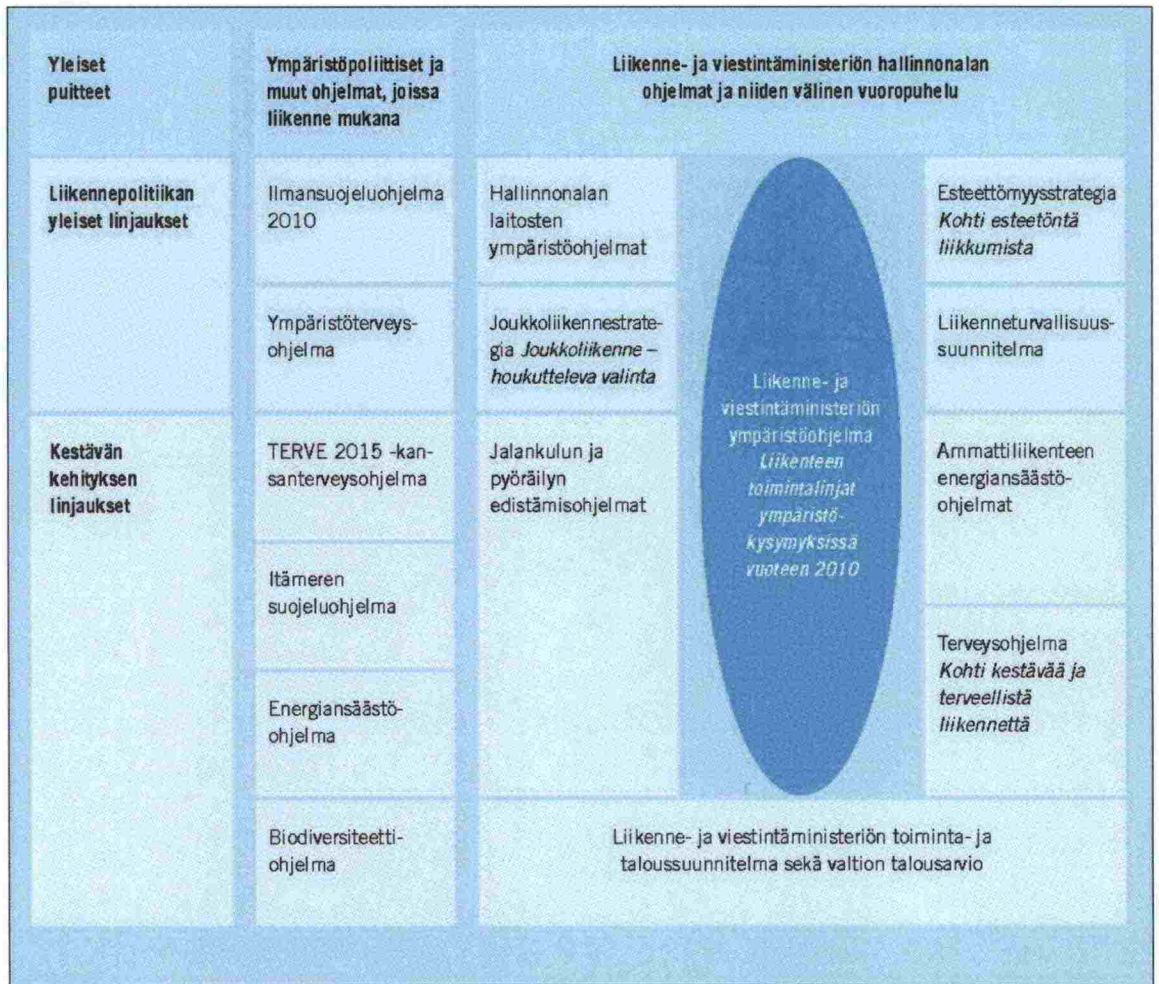 Yleiset
puitteet
Ympäristöpoliittiset ja
muut ohjelmat, joissa
liikenne mukana
Liikenne- ja viestintäministeriön hallinnonalan
ohjelmat ja niiden välinen vuoropuhelu
Liikennepolitiikan
yleiset linjaukset
Kestävän
kehityksen
linjaukset
Ilmansuojeluohjelma
2010
Ympäristöterveys-
ohjelma
TERVE 2015 -kan-
santerveysohjelma
Itämeren
suojeluohjelma
Energiansäästö-
ohjelma
Biodiversiteetti-
ohjelma
Hallinnonalan
laitosten
ympäristöohjelmat
Joukkoliikennestrate-
gia Joukkoliikenne –
houkutteleva valinta
Jalankulun ja
pyöräilyn
edistämisohjelmat
Liikenne- ja
viestintäministeriön
ympäristöohjelma
Liikenteen
toimintalinjat
ympäristö-
kysymyksissä
vuoteen 2010
Esteettömyysstrategia
Kohti esteetöntä
liikkumista
Liikenneturvallisuus-
suunnitelma
Ammattiliikenteen
energiansäästö-
ohjelmat
Terveysohjelma
Kohti kestävää ja
terveellistä
liikennettä
Liikenne- ja viestintäministeriön toiminta- ja
taloussuunnitelma sekä valtion talousarvio